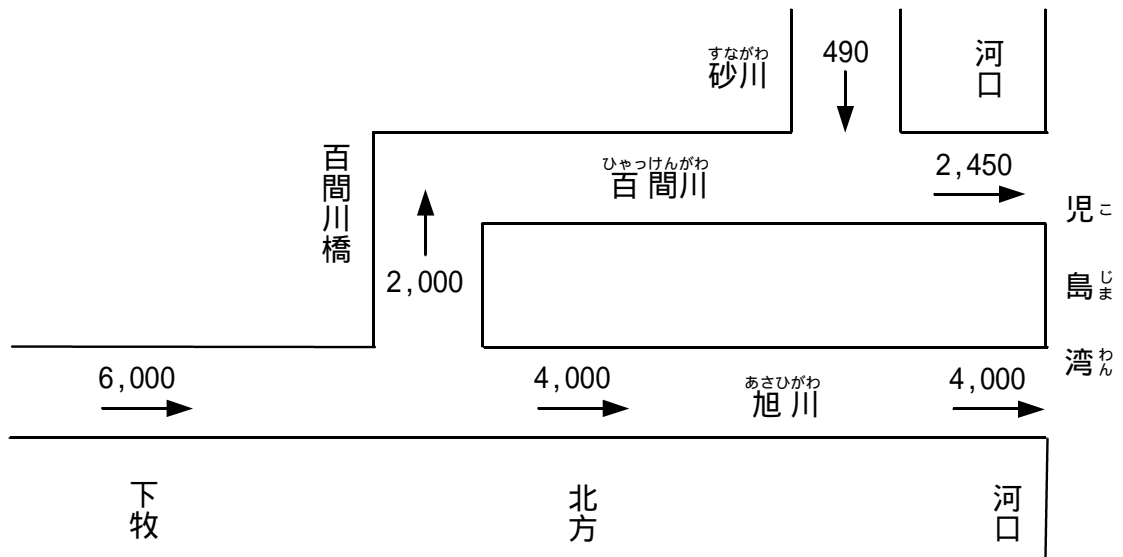 すながわ
砂川
490
河口
百間川橋
ひゃっけんがわ
百間川
2,450
2,000
児島湾
こじまわん
6,000
4,000
あさひがわ
旭川
4,000
下牧
北方
河口